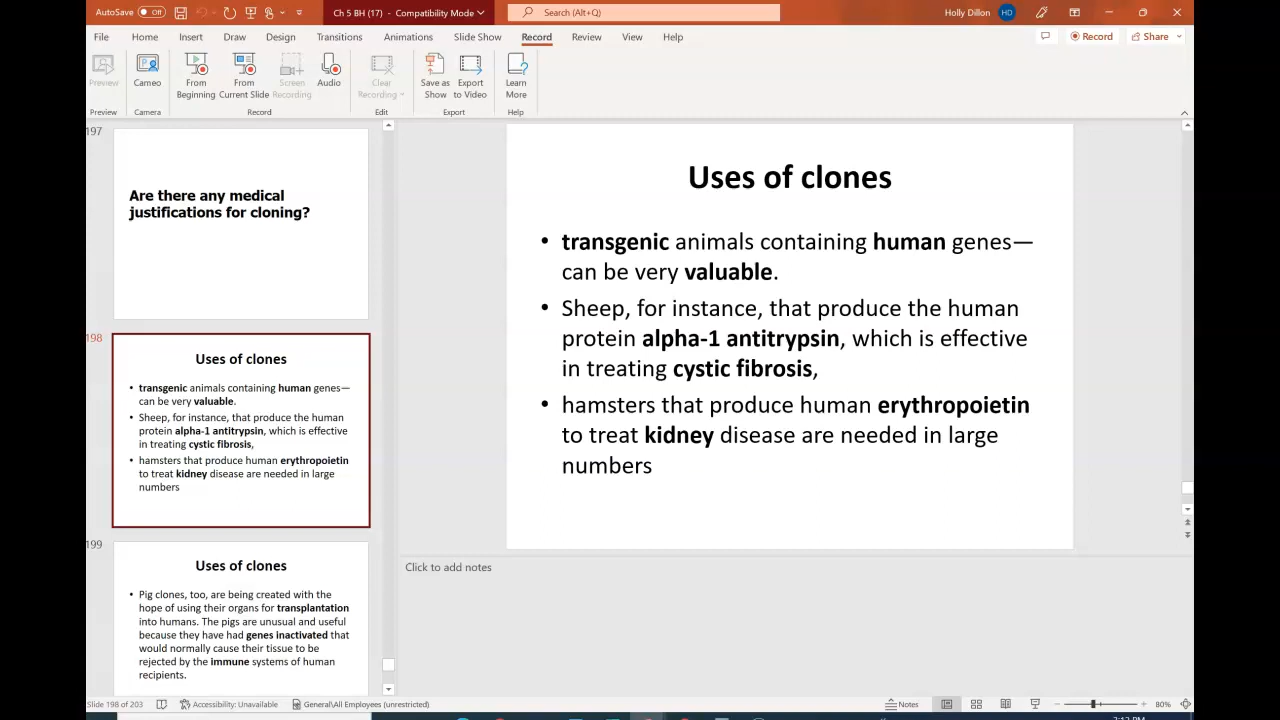 AutoSave Off
Ch 5 BH (17) - Compatibility Mode
Search (Alt+Q)
Holly Dillon HD
File Home Insert Draw Design Transitions Animations Slide Show Record Review View Help
Record Share
Preview
Cameo
From Beginning
From Current Slide
Screen Recording
Audio
Clear Recording
Save as Show
Export to Video
Learn More
Preview Camera Record Edit Export Help
197
Are there any medical
justifications for cloning?
198
Uses of clones
• transgenic animals containing human genes—
can be very valuable.
• Sheep, for instance, that produce the human
protein alpha-1 antitrypsin, which is effective
in treating cystic fibrosis,
• hamsters that produce human erythropoietin
to treat kidney disease are needed in large
numbers
199
Uses of clones
• Pig clones, too, are being created with the
hope of using their organs for transplantation
into humans. The pigs are unusual and useful
because they have had genes inactivated that
would normally cause their tissue to be
rejected by the immune systems of human
recipients.
Uses of clones
• transgenic animals containing human genes—
can be very valuable.
• Sheep, for instance, that produce the human
protein alpha-1 antitrypsin, which is effective
in treating cystic fibrosis,
• hamsters that produce human erythropoietin
to treat kidney disease are needed in large
numbers
Click to add notes
Slide 198 of 203
Accessibility: Unavailable
General\All Employees (unrestricted)
Notes
80%